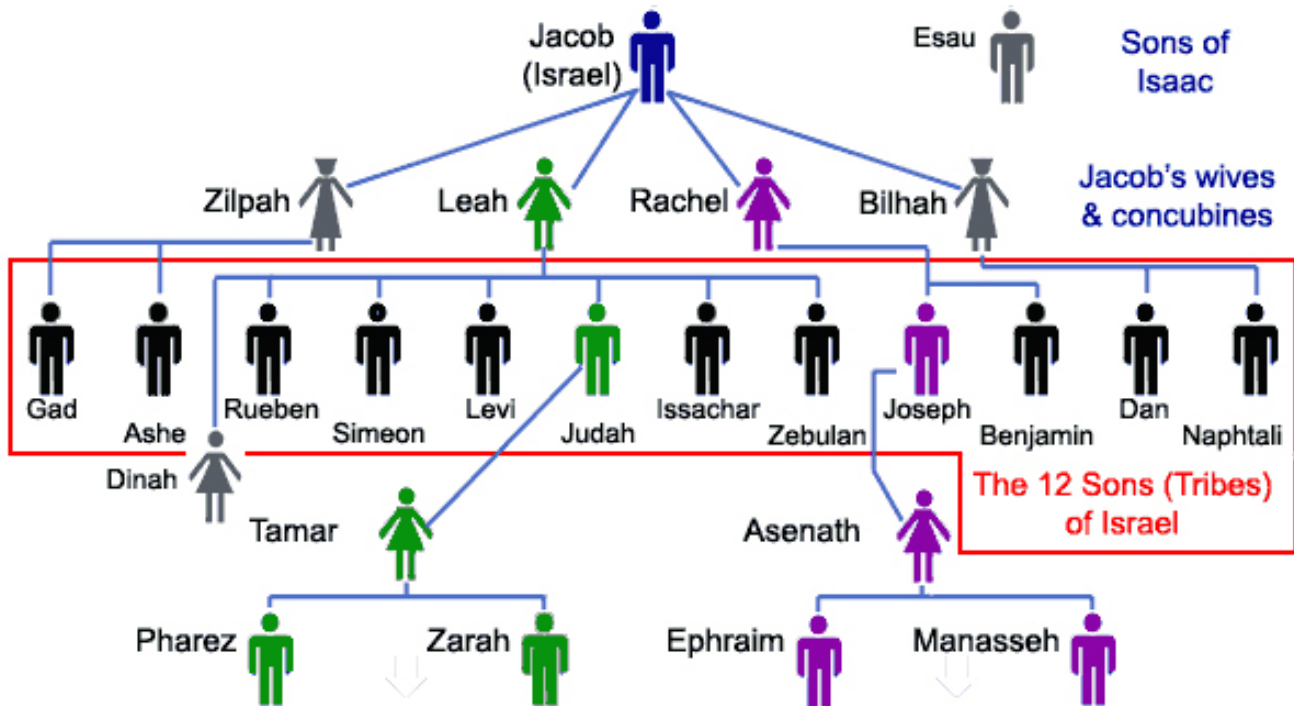 Jacob
(Israel)
Esau
Sons of
Isaac
Zilpah
Leah
Rachel
Bilhah
Jacob's wives
& concubines
Gad
Ashe
Rueben
Simeon
Levi
Judah
Issachar
Zebulan
Joseph
Benjamin
Dan
Naphtali
Dinah
The 12 Sons (Tribes)
of Israel
Tamar
Asenath
Pharez
Zarah
Ephraim
Manasseh